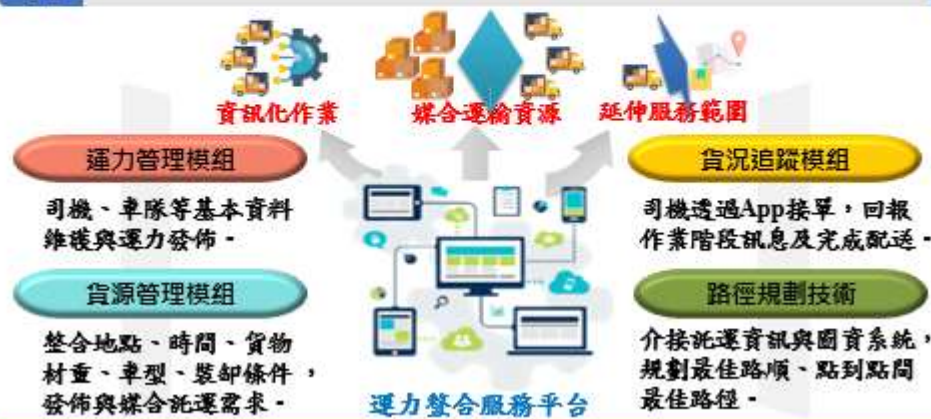 資訊化作業
媒合運輸資源
延伸服務範圍
運力管理模組
司機、車隊等基本資料
維護與運力發佈。
貨源管理模組
整合地點、時間、貨物
材重、車型、裝卸條件，
發佈與媒合託運需求。
貨況追蹤模組
司機透過App接單，回報
作業階段訊息及完成配送。
路徑規劃技術
介接託運資訊與圖資系統，
規劃最佳路順、點到點間
最佳路徑。
運力整合服務平台